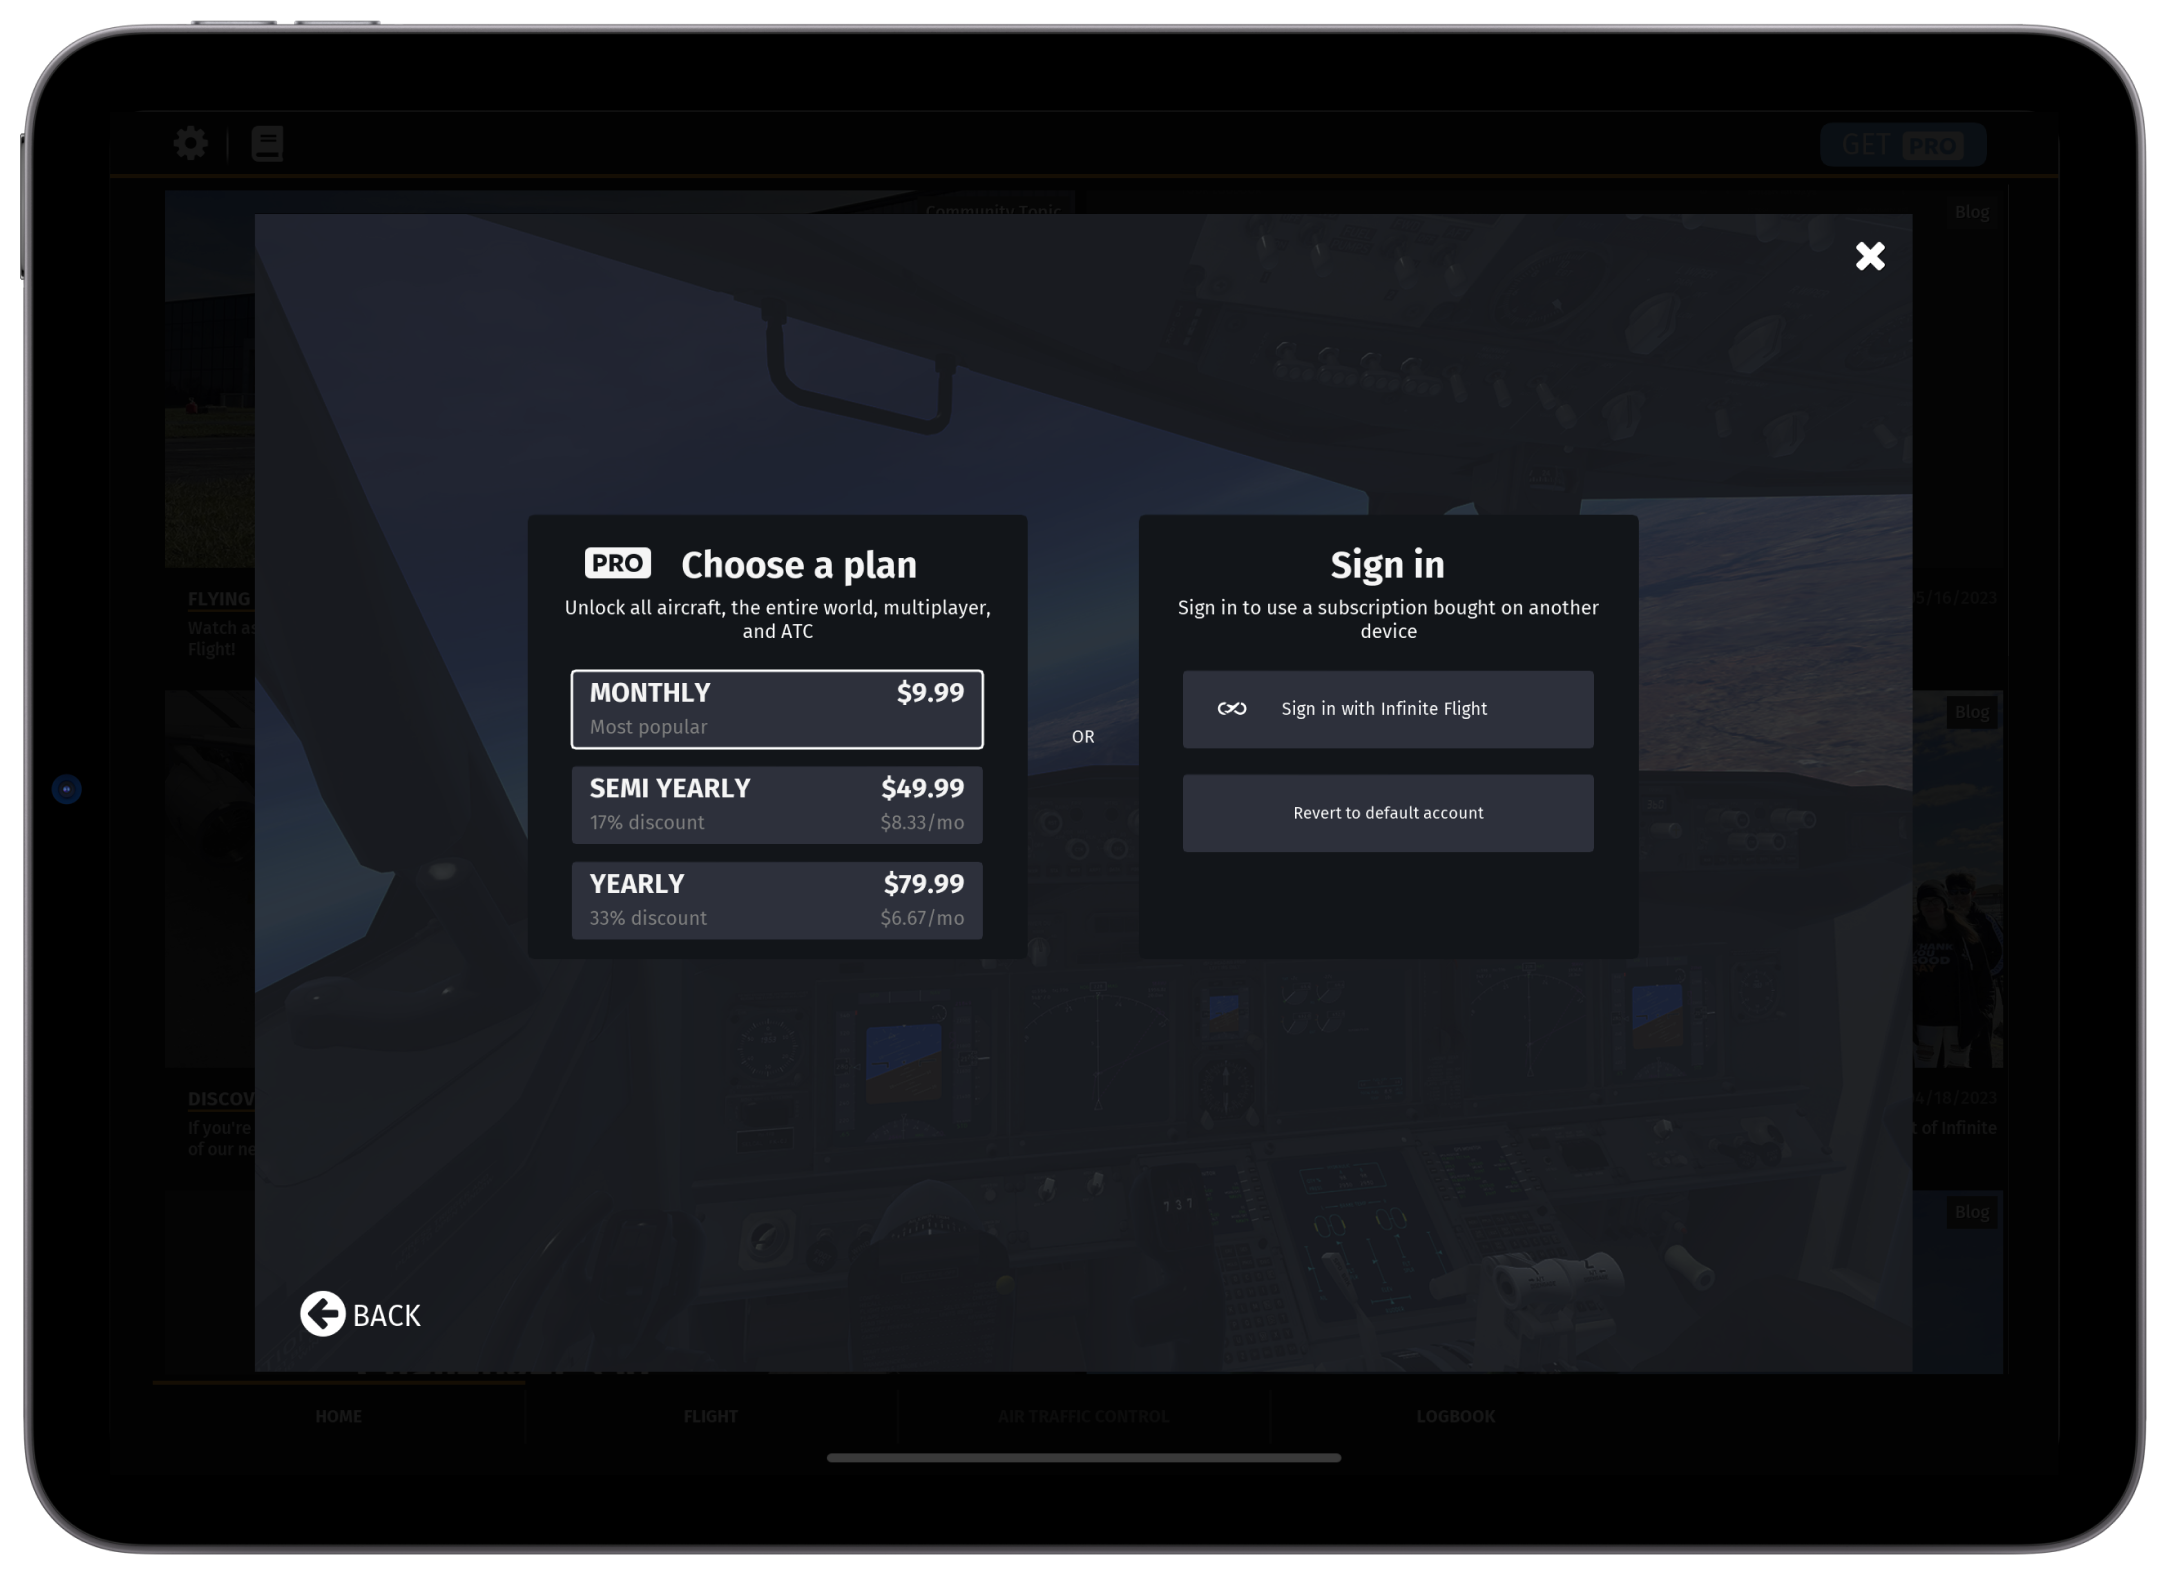 GET PRO
Community Topic
Blog
PRO Choose a plan
Unlock all aircraft, the entire world, multiplayer,
and ATC
MONTHLY $9.99
Most popular
SEMI YEARLY $49.99
17% discount $8.33/mo
YEARLY $79.99
33% discount $6.67/mo
OR
Sign in
Sign in to use a subscription bought on another
device
Sign in with Infinite Flight
Revert to default account
FLYING
Watch as
Flight!
5/16/2023
Blog
DISCOV
If you're
of our ne
4/18/2023
of Infinite
Blog
737
BACK
HOME
FLIGHT
AIR TRAFFIC CONTROL
LOGBOOK